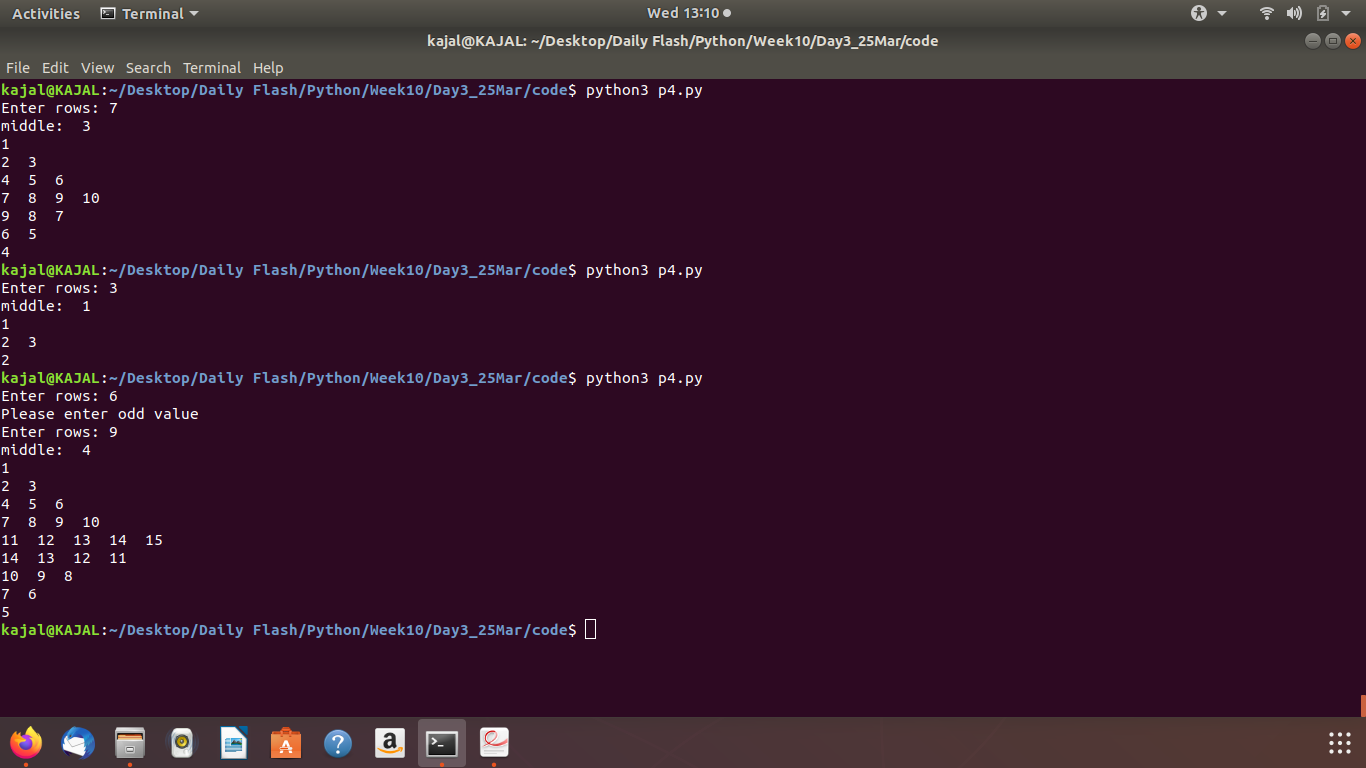 Activities Terminal Wed 13:10
kajal@KAJAL: ~/Desktop/Daily Flash/Python/Week10/Day3_25Mar/code
File Edit View Search Terminal Help
kajal@KAJAL:~/Desktop/Daily Flash/Python/Week10/Day3_25Mar/code$ python3 p4.py
Enter rows: 7
middle:  3
1
2  3
4  5  6
7  8  9  10
9  8  7
6  5
4
kajal@KAJAL:~/Desktop/Daily Flash/Python/Week10/Day3_25Mar/code$ python3 p4.py
Enter rows: 3
middle:  1
1
2  3
2
kajal@KAJAL:~/Desktop/Daily Flash/Python/Week10/Day3_25Mar/code$ python3 p4.py
Enter rows: 6
Please enter odd value
Enter rows: 9
middle:  4
1
2  3
4  5  6
7  8  9  10
11  12  13  14  15
14  13  12  11
10  9  8
7  6
5
kajal@KAJAL:~/Desktop/Daily Flash/Python/Week10/Day3_25Mar/code$